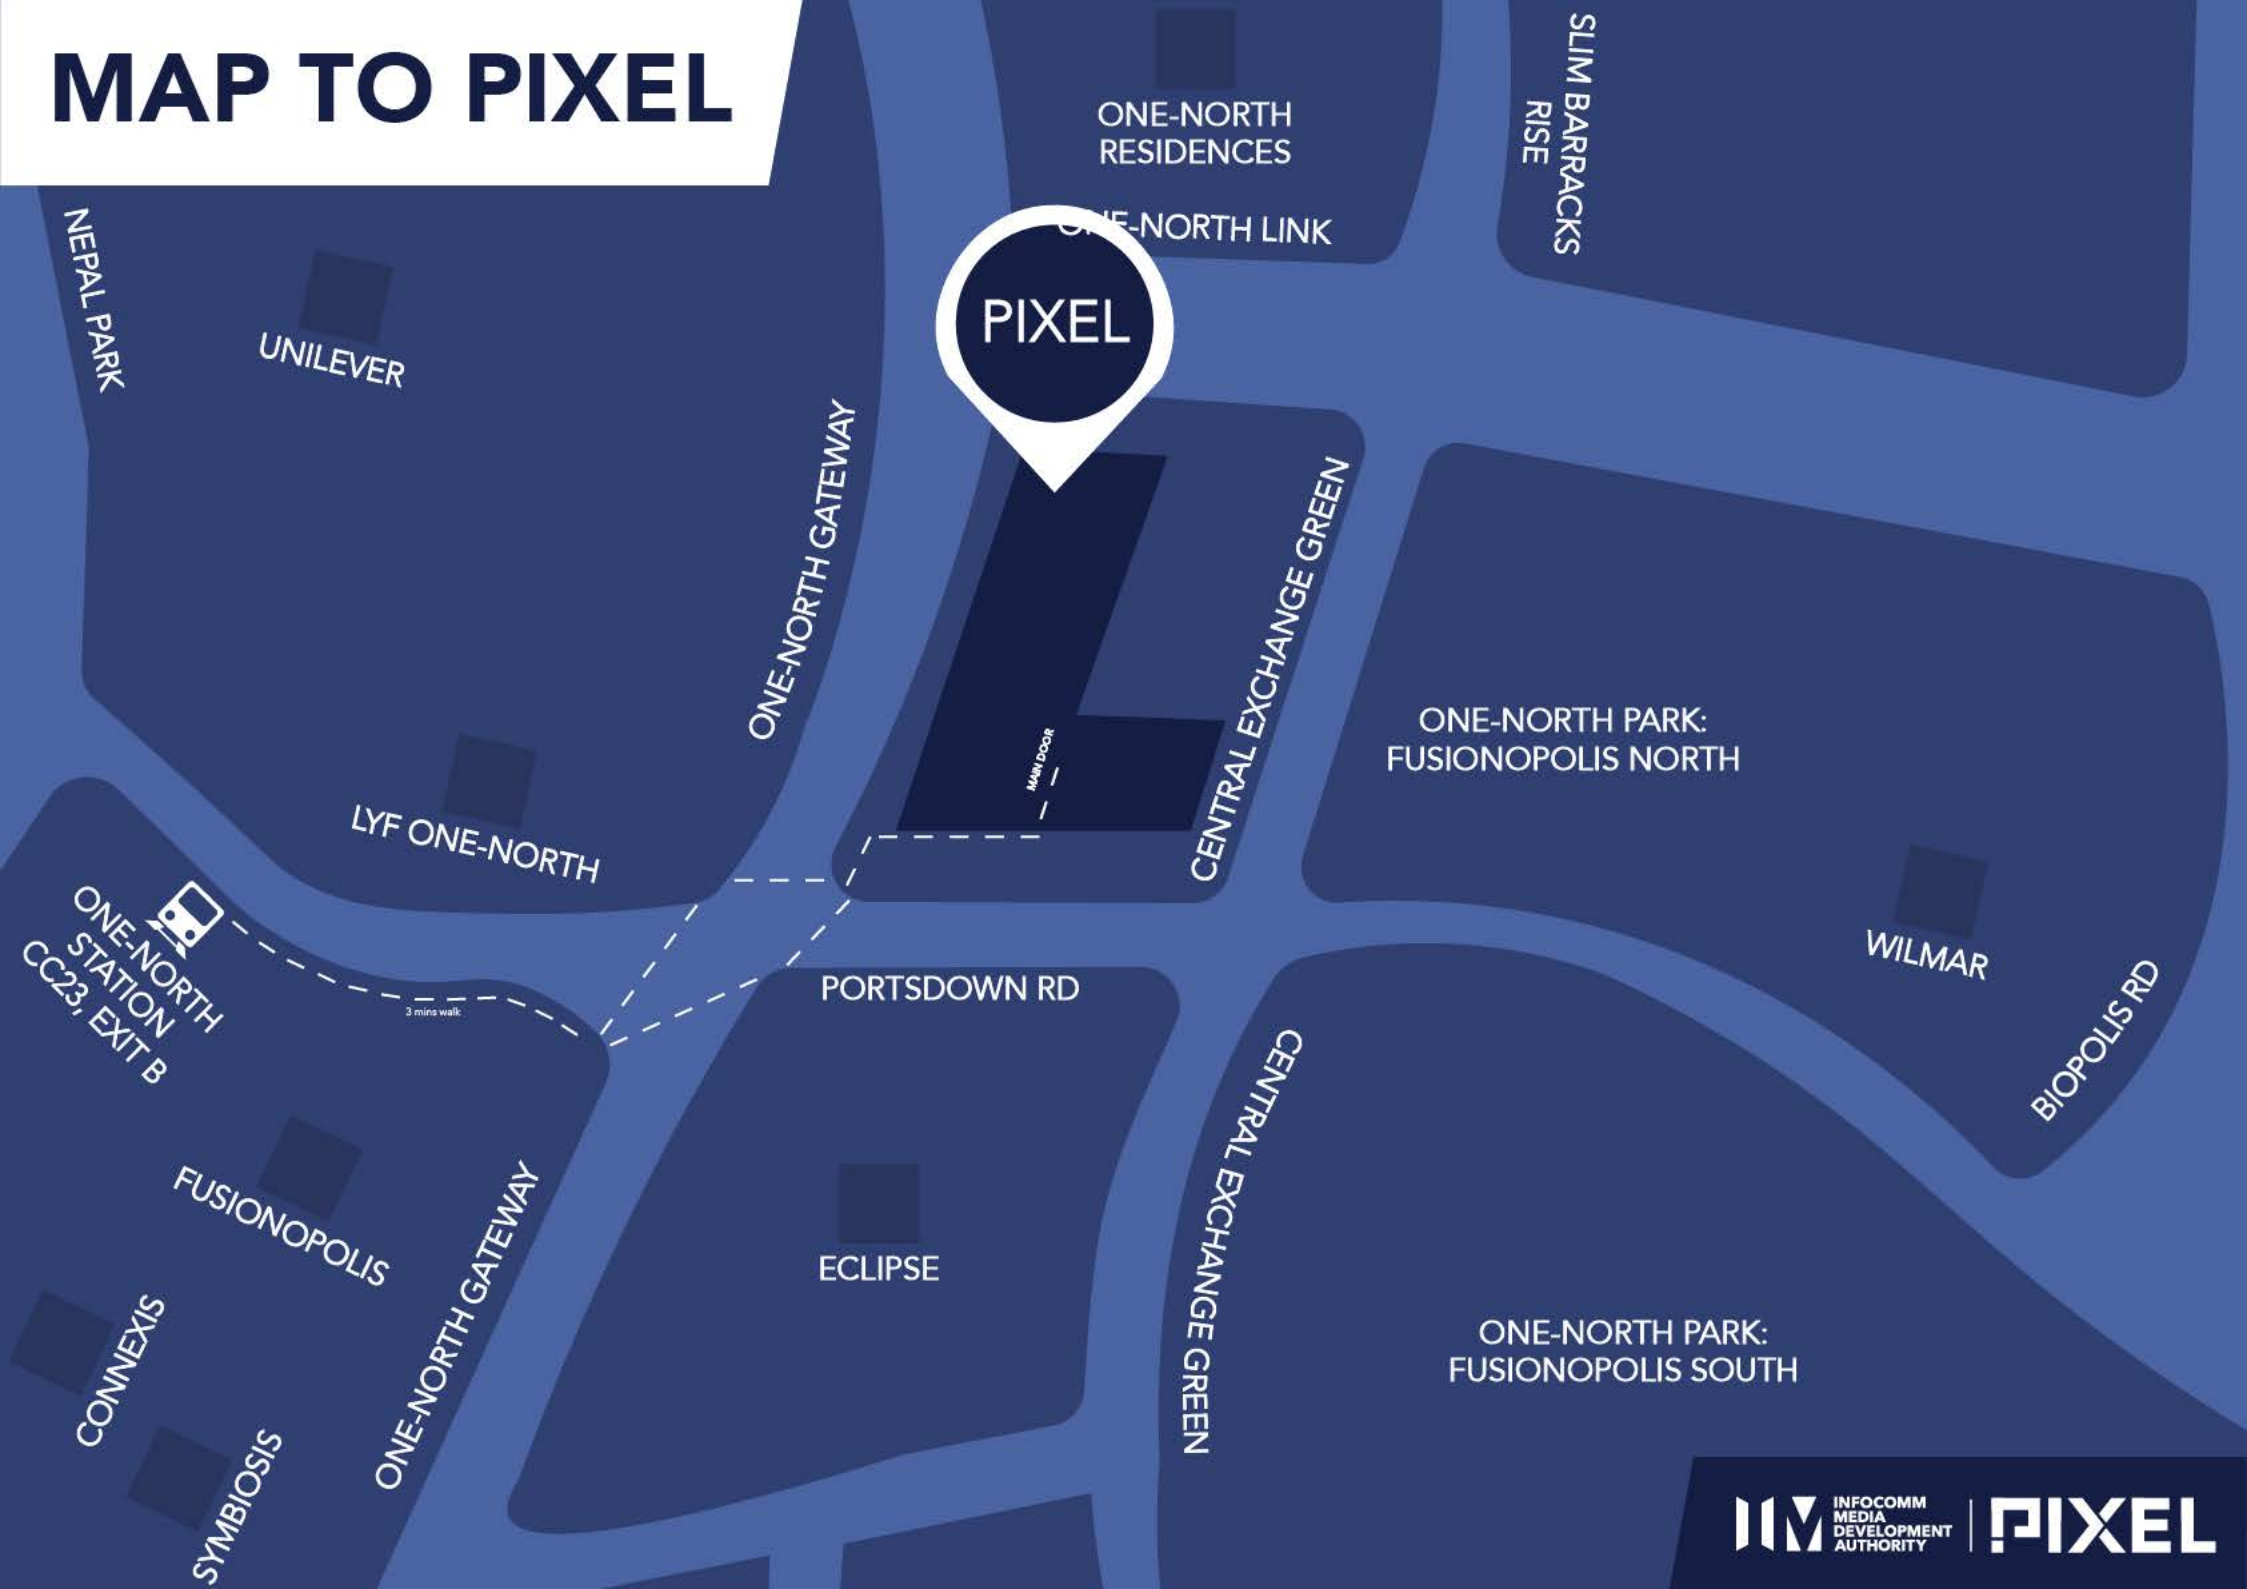 MAP TO PIXEL
ONE-NORTH
RESIDENCES
SLIM BARRACKS
RISE
NEPAL PARK
ONE-NORTH LINK
PIXEL
UNILEVER
ONE-NORTH GATEWAY
CENTRAL EXCHANGE GREEN
ONE-NORTH PARK:
FUSIONOPOLIS NORTH
MAIN DOOR
LYF ONE-NORTH
WILMAR
BIOPOLIS RD
ONE-NORTH
STATION
CC23, EXIT B
3 mins walk
PORTSDOWN RD
CENTRAL EXCHANGE GREEN
FUSIONOPOLIS
ONE-NORTH GATEWAY
ECLIPSE
CONNEXIS
SYMBIOSIS
ONE-NORTH PARK:
FUSIONOPOLIS SOUTH
INFOCOMM
MEDIA
DEVELOPMENT
AUTHORITY
PIXEL